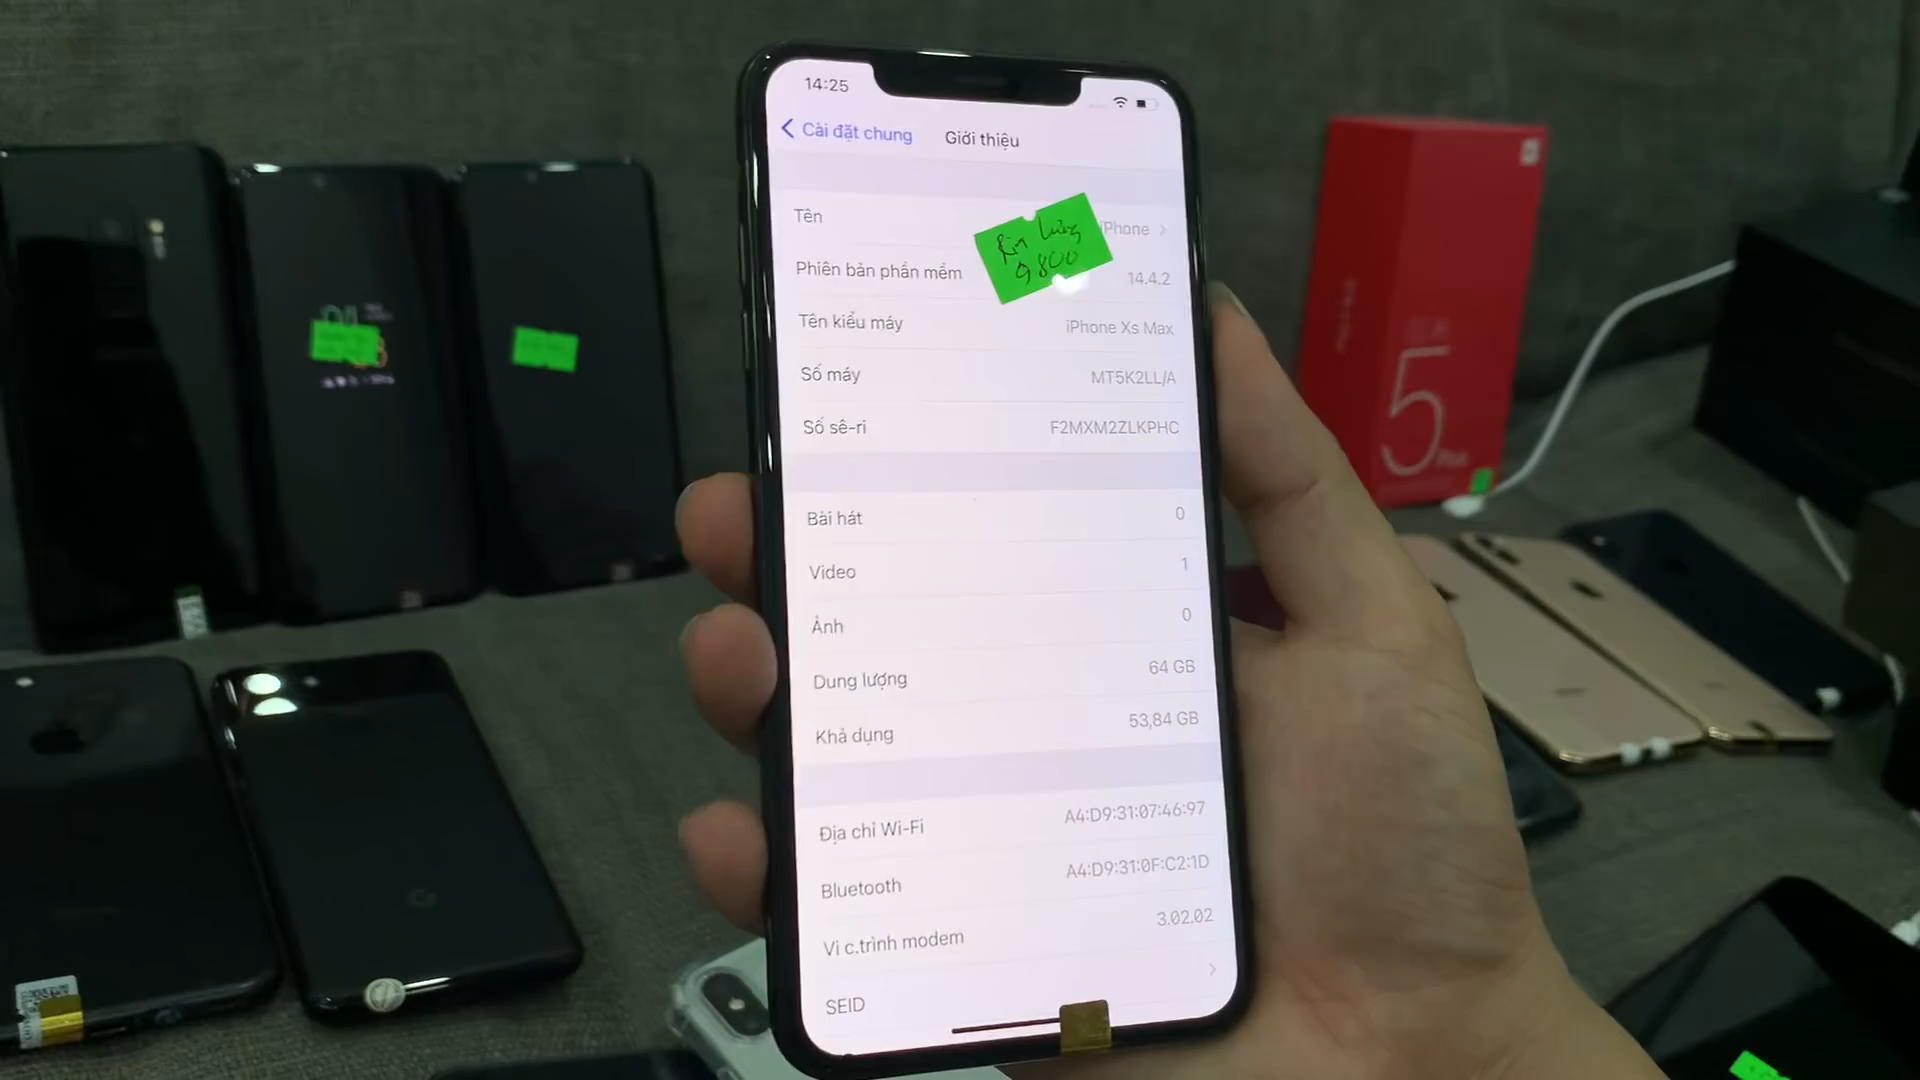 14:25
Cài đặt chung
Giới thiệu
Tên
iPhone
Phiên bản phần mềm
14.4.2
Tên kiểu máy
iPhone Xs Max
Số máy
MT5K2LL/A
Số sê-ri
F2MXM2ZLKPHC
9800
Bài hát
0
Video
1
Ảnh
0
Dung lượng
64 GB
Khả dụng
53,84 GB
Địa chỉ Wi-Fi
A4:D9:31:07:46:97
Bluetooth
A4:D9:31:0F:C2:1D
Vi c.trình modem
3.02.02
SEID
5 Plus